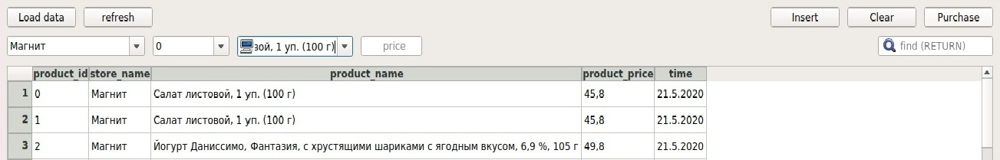 Load data refresh Insert Clear Purchase
Магнит 0 вой, 1 уп. (100 г) price find (RETURN)
product_id store_name product_name product_price time
1 0 Магнит Салат листовой, 1 уп. (100 г) 45,8 21.5.2020
2 1 Магнит Салат листовой, 1 уп. (100 г) 45,8 21.5.2020
3 2 Магнит Йогурт Даниссимо, Фантазия, с хрустящими шариками с ягодным вкусом, 6,9 %, 105 г 49,8 21.5.2020